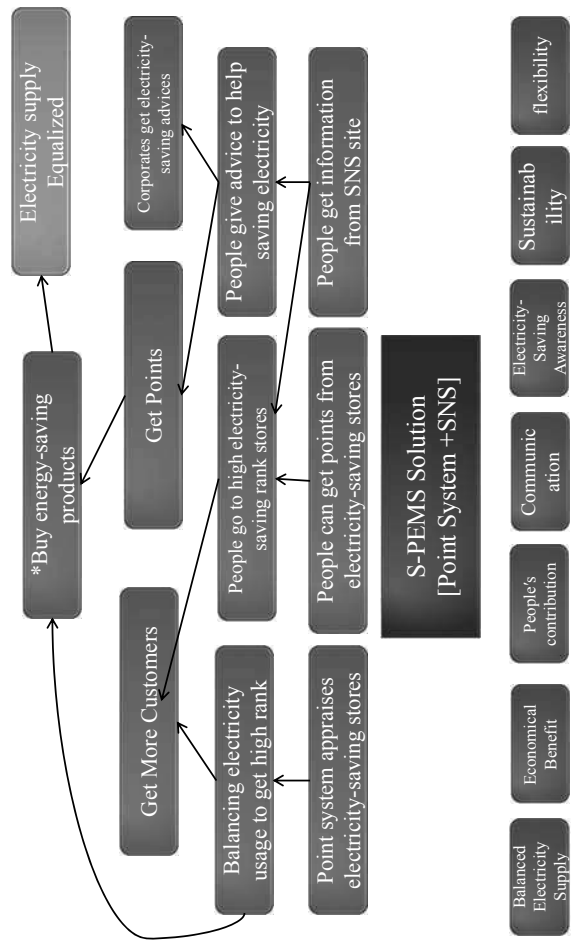 Electricity supply
Equalized
*Buy energy-saving
products
Get More Customers
Get Points
Corporates get electricity-
saving advices
Balancing electricity
usage to get high rank
People go to high electricity-
saving rank stores
People give advice to help
saving electricity
Point system appraises
electricity-saving stores
People can get points from
electricity-saving stores
People get information
from SNS site
S-PEMS Solution
[Point System +SNS]
Balanced
Electricity
Supply
Economical
Benefit
People's
contribution
Communic
ation
Electricity-
Saving
Awareness
Sustainab
ility
flexibility